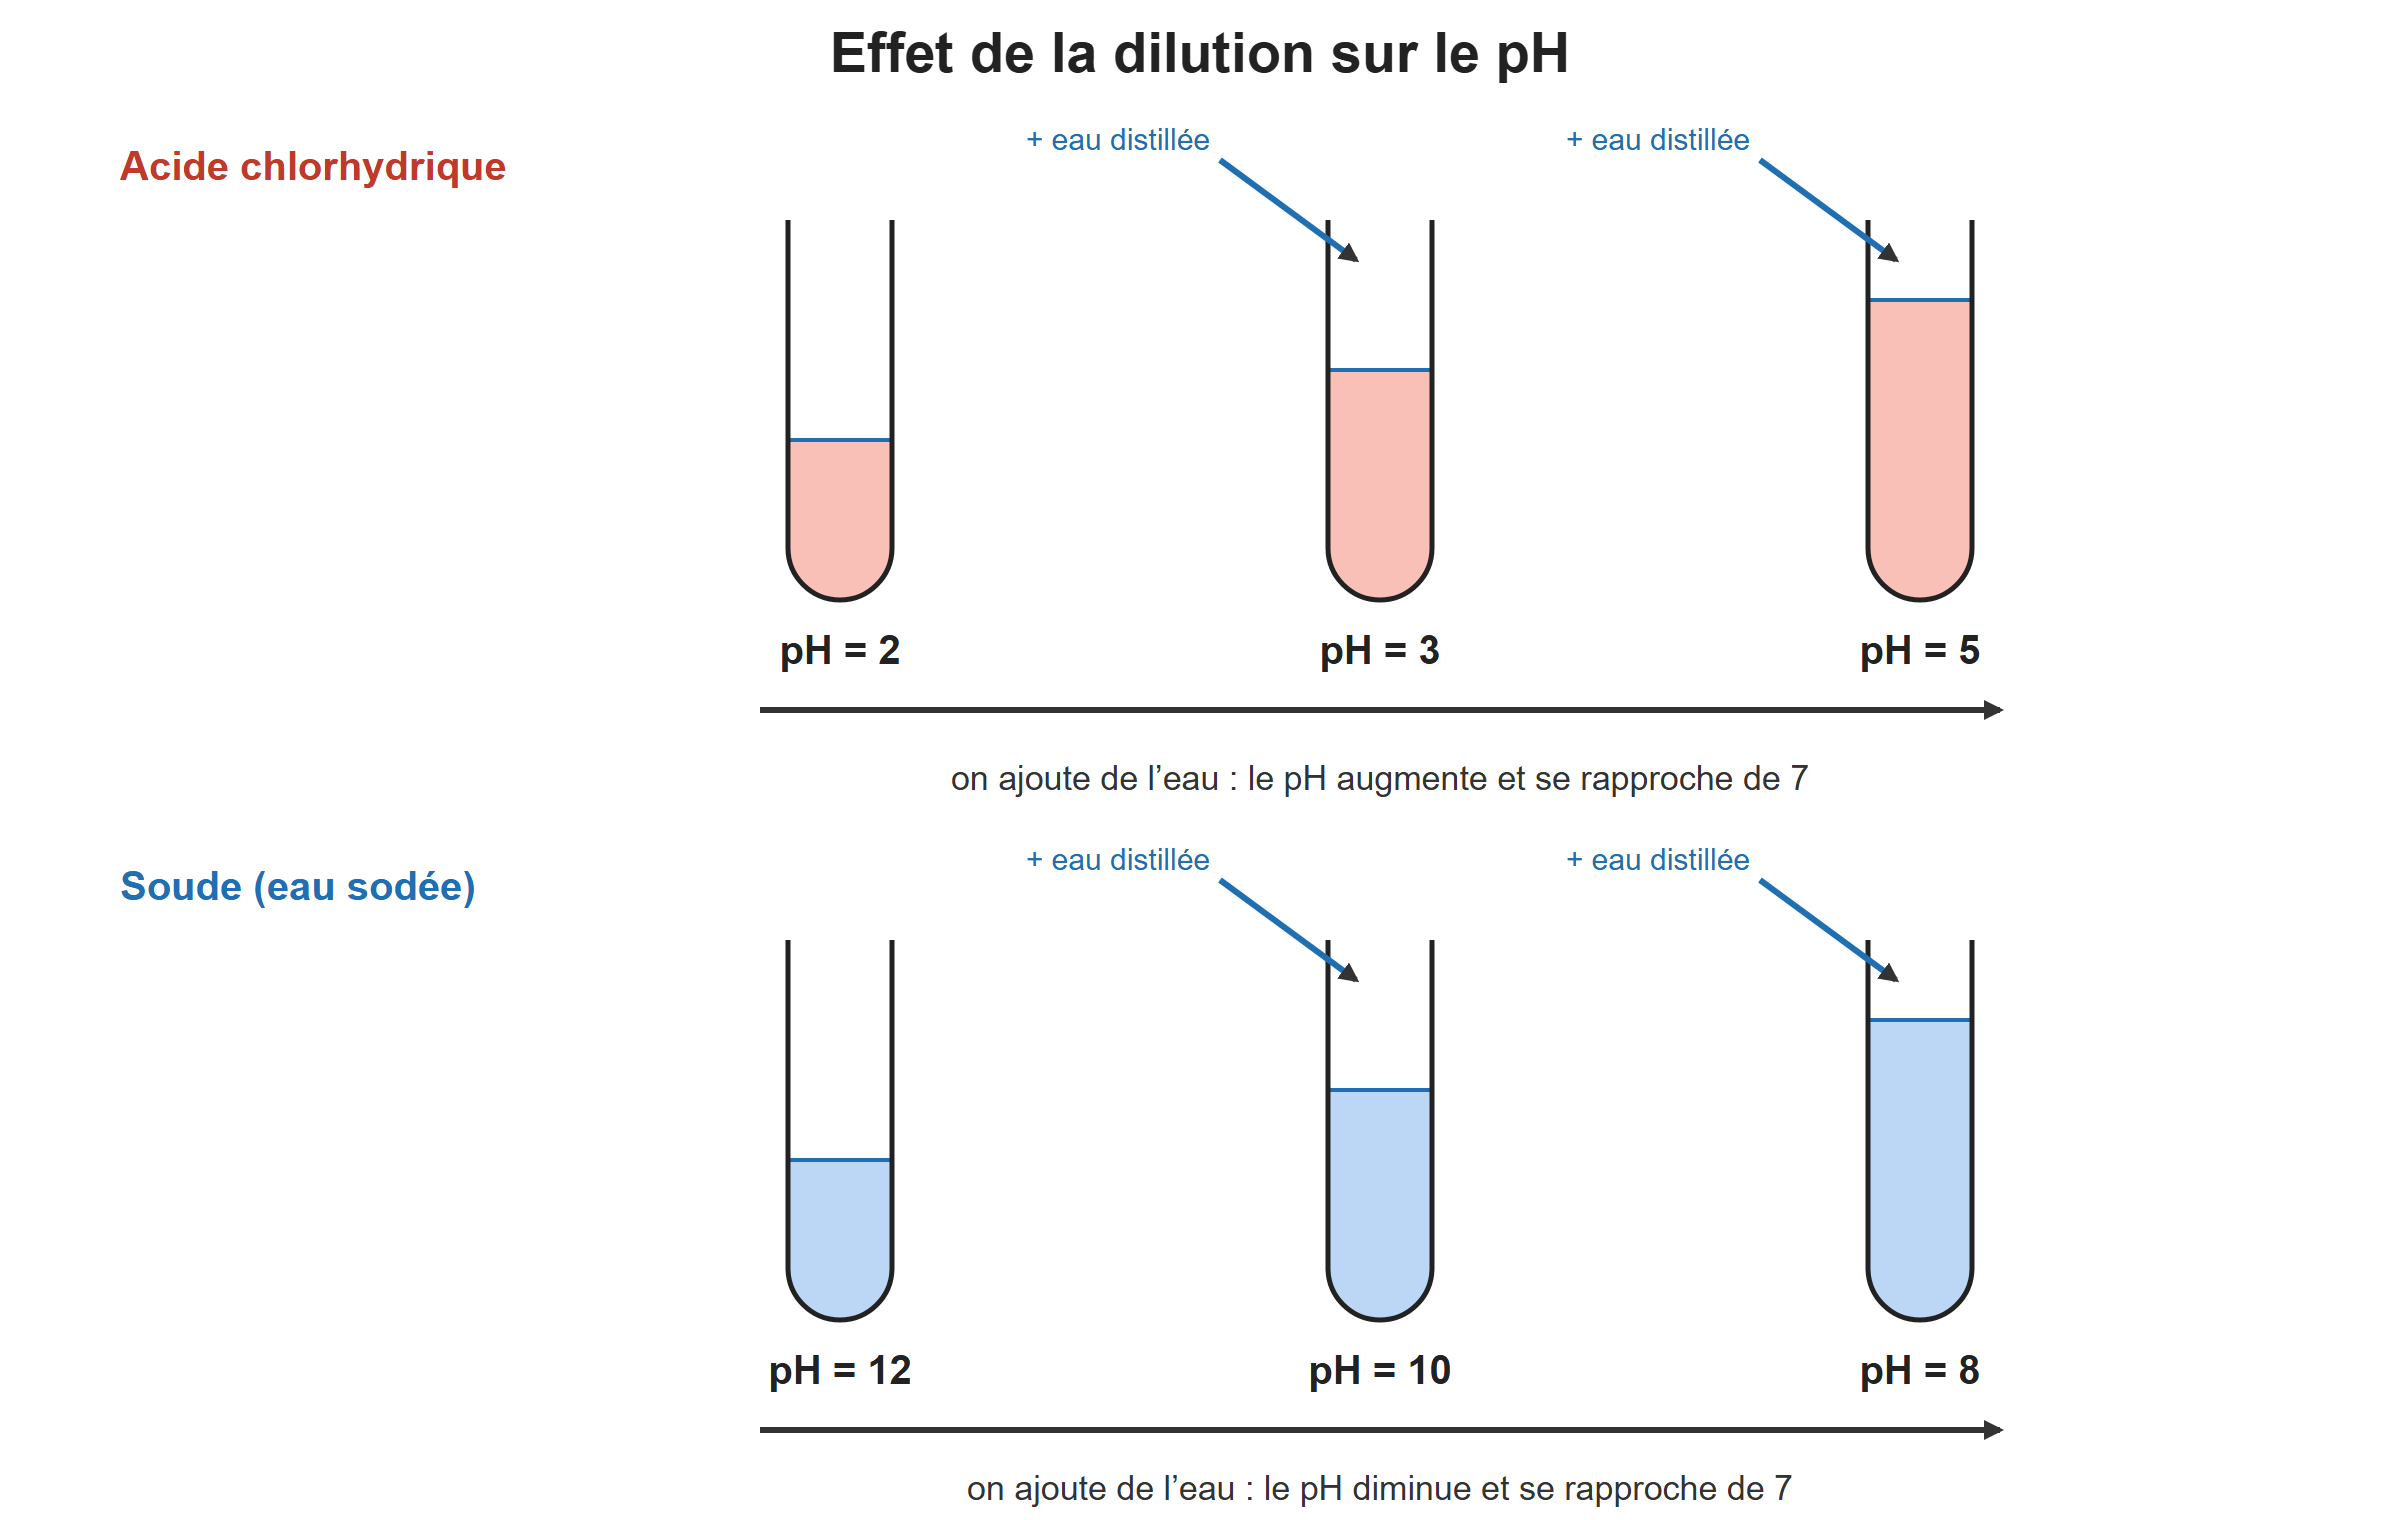 Effet de la dilution sur le pH
+ eau distillée
+ eau distillée
Acide chlorhydrique
pH = 2
pH = 3
pH = 5
on ajoute de l’eau : le pH augmente et se rapproche de 7
+ eau distillée
+ eau distillée
Soude (eau sodée)
pH = 12
pH = 10
pH = 8
on ajoute de l’eau : le pH diminue et se rapproche de 7